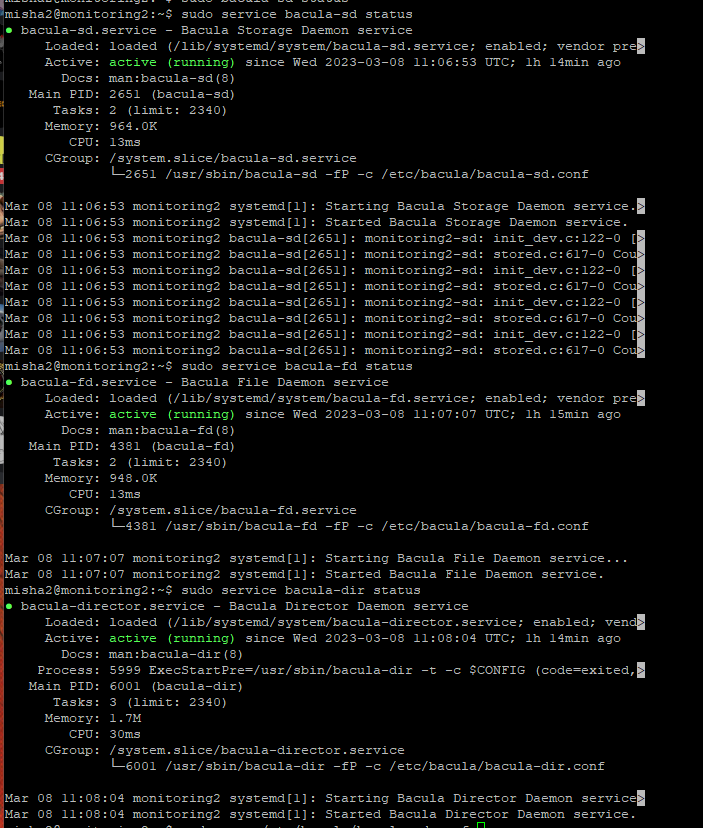 misha2@monitoring2:~$ sudo service bacula-sd status
● bacula-sd.service - Bacula Storage Daemon service
     Loaded: loaded (/lib/systemd/system/bacula-sd.service; enabled; vendor pre>
     Active: active (running) since Wed 2023-03-08 11:06:53 UTC; 1h 14min ago
       Docs: man:bacula-sd(8)
   Main PID: 2651 (bacula-sd)
      Tasks: 2 (limit: 2340)
     Memory: 964.0K
        CPU: 13ms
     CGroup: /system.slice/bacula-sd.service
             └─2651 /usr/sbin/bacula-sd -fP -c /etc/bacula/bacula-sd.conf
Mar 08 11:06:53 monitoring2 systemd[1]: Starting Bacula Storage Daemon service.>
Mar 08 11:06:53 monitoring2 systemd[1]: Started Bacula Storage Daemon service.
Mar 08 11:06:53 monitoring2 bacula-sd[2651]: monitoring2-sd: init_dev.c:122-0 [>
Mar 08 11:06:53 monitoring2 bacula-sd[2651]: monitoring2-sd: stored.c:617-0 Cou>
Mar 08 11:06:53 monitoring2 bacula-sd[2651]: monitoring2-sd: init_dev.c:122-0 [>
Mar 08 11:06:53 monitoring2 bacula-sd[2651]: monitoring2-sd: stored.c:617-0 Cou>
Mar 08 11:06:53 monitoring2 bacula-sd[2651]: monitoring2-sd: init_dev.c:122-0 [>
Mar 08 11:06:53 monitoring2 bacula-sd[2651]: monitoring2-sd: stored.c:617-0 Cou>
Mar 08 11:06:53 monitoring2 bacula-sd[2651]: monitoring2-sd: init_dev.c:122-0 [>
Mar 08 11:06:53 monitoring2 bacula-sd[2651]: monitoring2-sd: stored.c:617-0 Cou>
misha2@monitoring2:~$ sudo service bacula-fd status
● bacula-fd.service - Bacula File Daemon service
     Loaded: loaded (/lib/systemd/system/bacula-fd.service; enabled; vendor pre>
     Active: active (running) since Wed 2023-03-08 11:07:07 UTC; 1h 15min ago
       Docs: man:bacula-fd(8)
   Main PID: 4381 (bacula-fd)
      Tasks: 2 (limit: 2340)
     Memory: 948.0K
        CPU: 13ms
     CGroup: /system.slice/bacula-fd.service
             └─4381 /usr/sbin/bacula-fd -fP -c /etc/bacula/bacula-fd.conf
Mar 08 11:07:07 monitoring2 systemd[1]: Starting Bacula File Daemon service...
Mar 08 11:07:07 monitoring2 systemd[1]: Started Bacula File Daemon service.
misha2@monitoring2:~$ sudo service bacula-dir status
● bacula-director.service - Bacula Director Daemon service
     Loaded: loaded (/lib/systemd/system/bacula-director.service; enabled; vend>
     Active: active (running) since Wed 2023-03-08 11:08:04 UTC; 1h 14min ago
       Docs: man:bacula-dir(8)
    Process: 5999 ExecStartPre=/usr/sbin/bacula-dir -t -c $CONFIG (code=exited,>
   Main PID: 6001 (bacula-dir)
      Tasks: 3 (limit: 2340)
     Memory: 1.7M
        CPU: 30ms
     CGroup: /system.slice/bacula-director.service
             └─6001 /usr/sbin/bacula-dir -fP -c /etc/bacula/bacula-dir.conf
Mar 08 11:08:04 monitoring2 systemd[1]: Starting Bacula Director Daemon service>
Mar 08 11:08:04 monitoring2 systemd[1]: Started Bacula Director Daemon service.